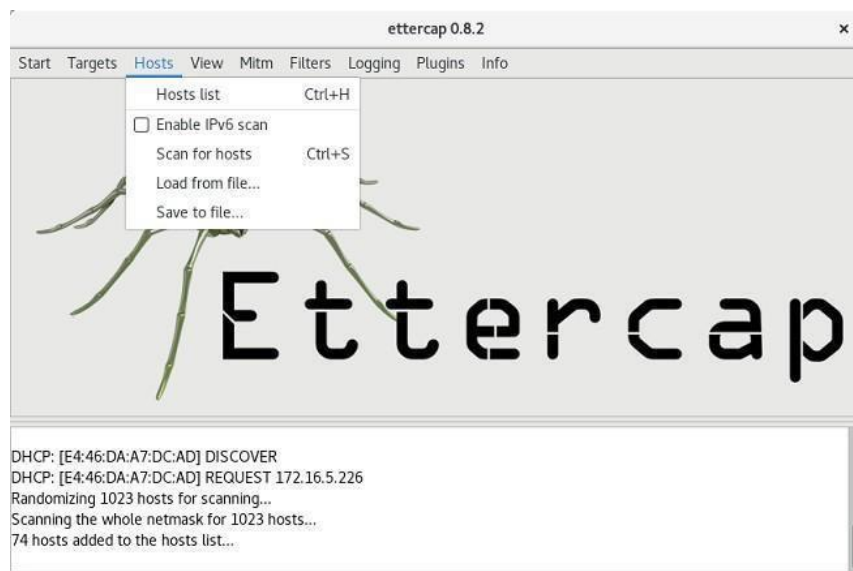 ettercap 0.8.2 ×
Start Targets Hosts View Mitm Filters Logging Plugins Info
Hosts list Ctrl+H
Enable IPv6 scan
Scan for hosts Ctrl+S
Load from file...
Save to file...
Ettercap
DHCP: [E4:46:DA:A7:DC:AD] DISCOVER
DHCP: [E4:46:DA:A7:DC:AD] REQUEST 172.16.5.226
Randomizing 1023 hosts for scanning...
Scanning the whole netmask for 1023 hosts...
74 hosts added to the hosts list...